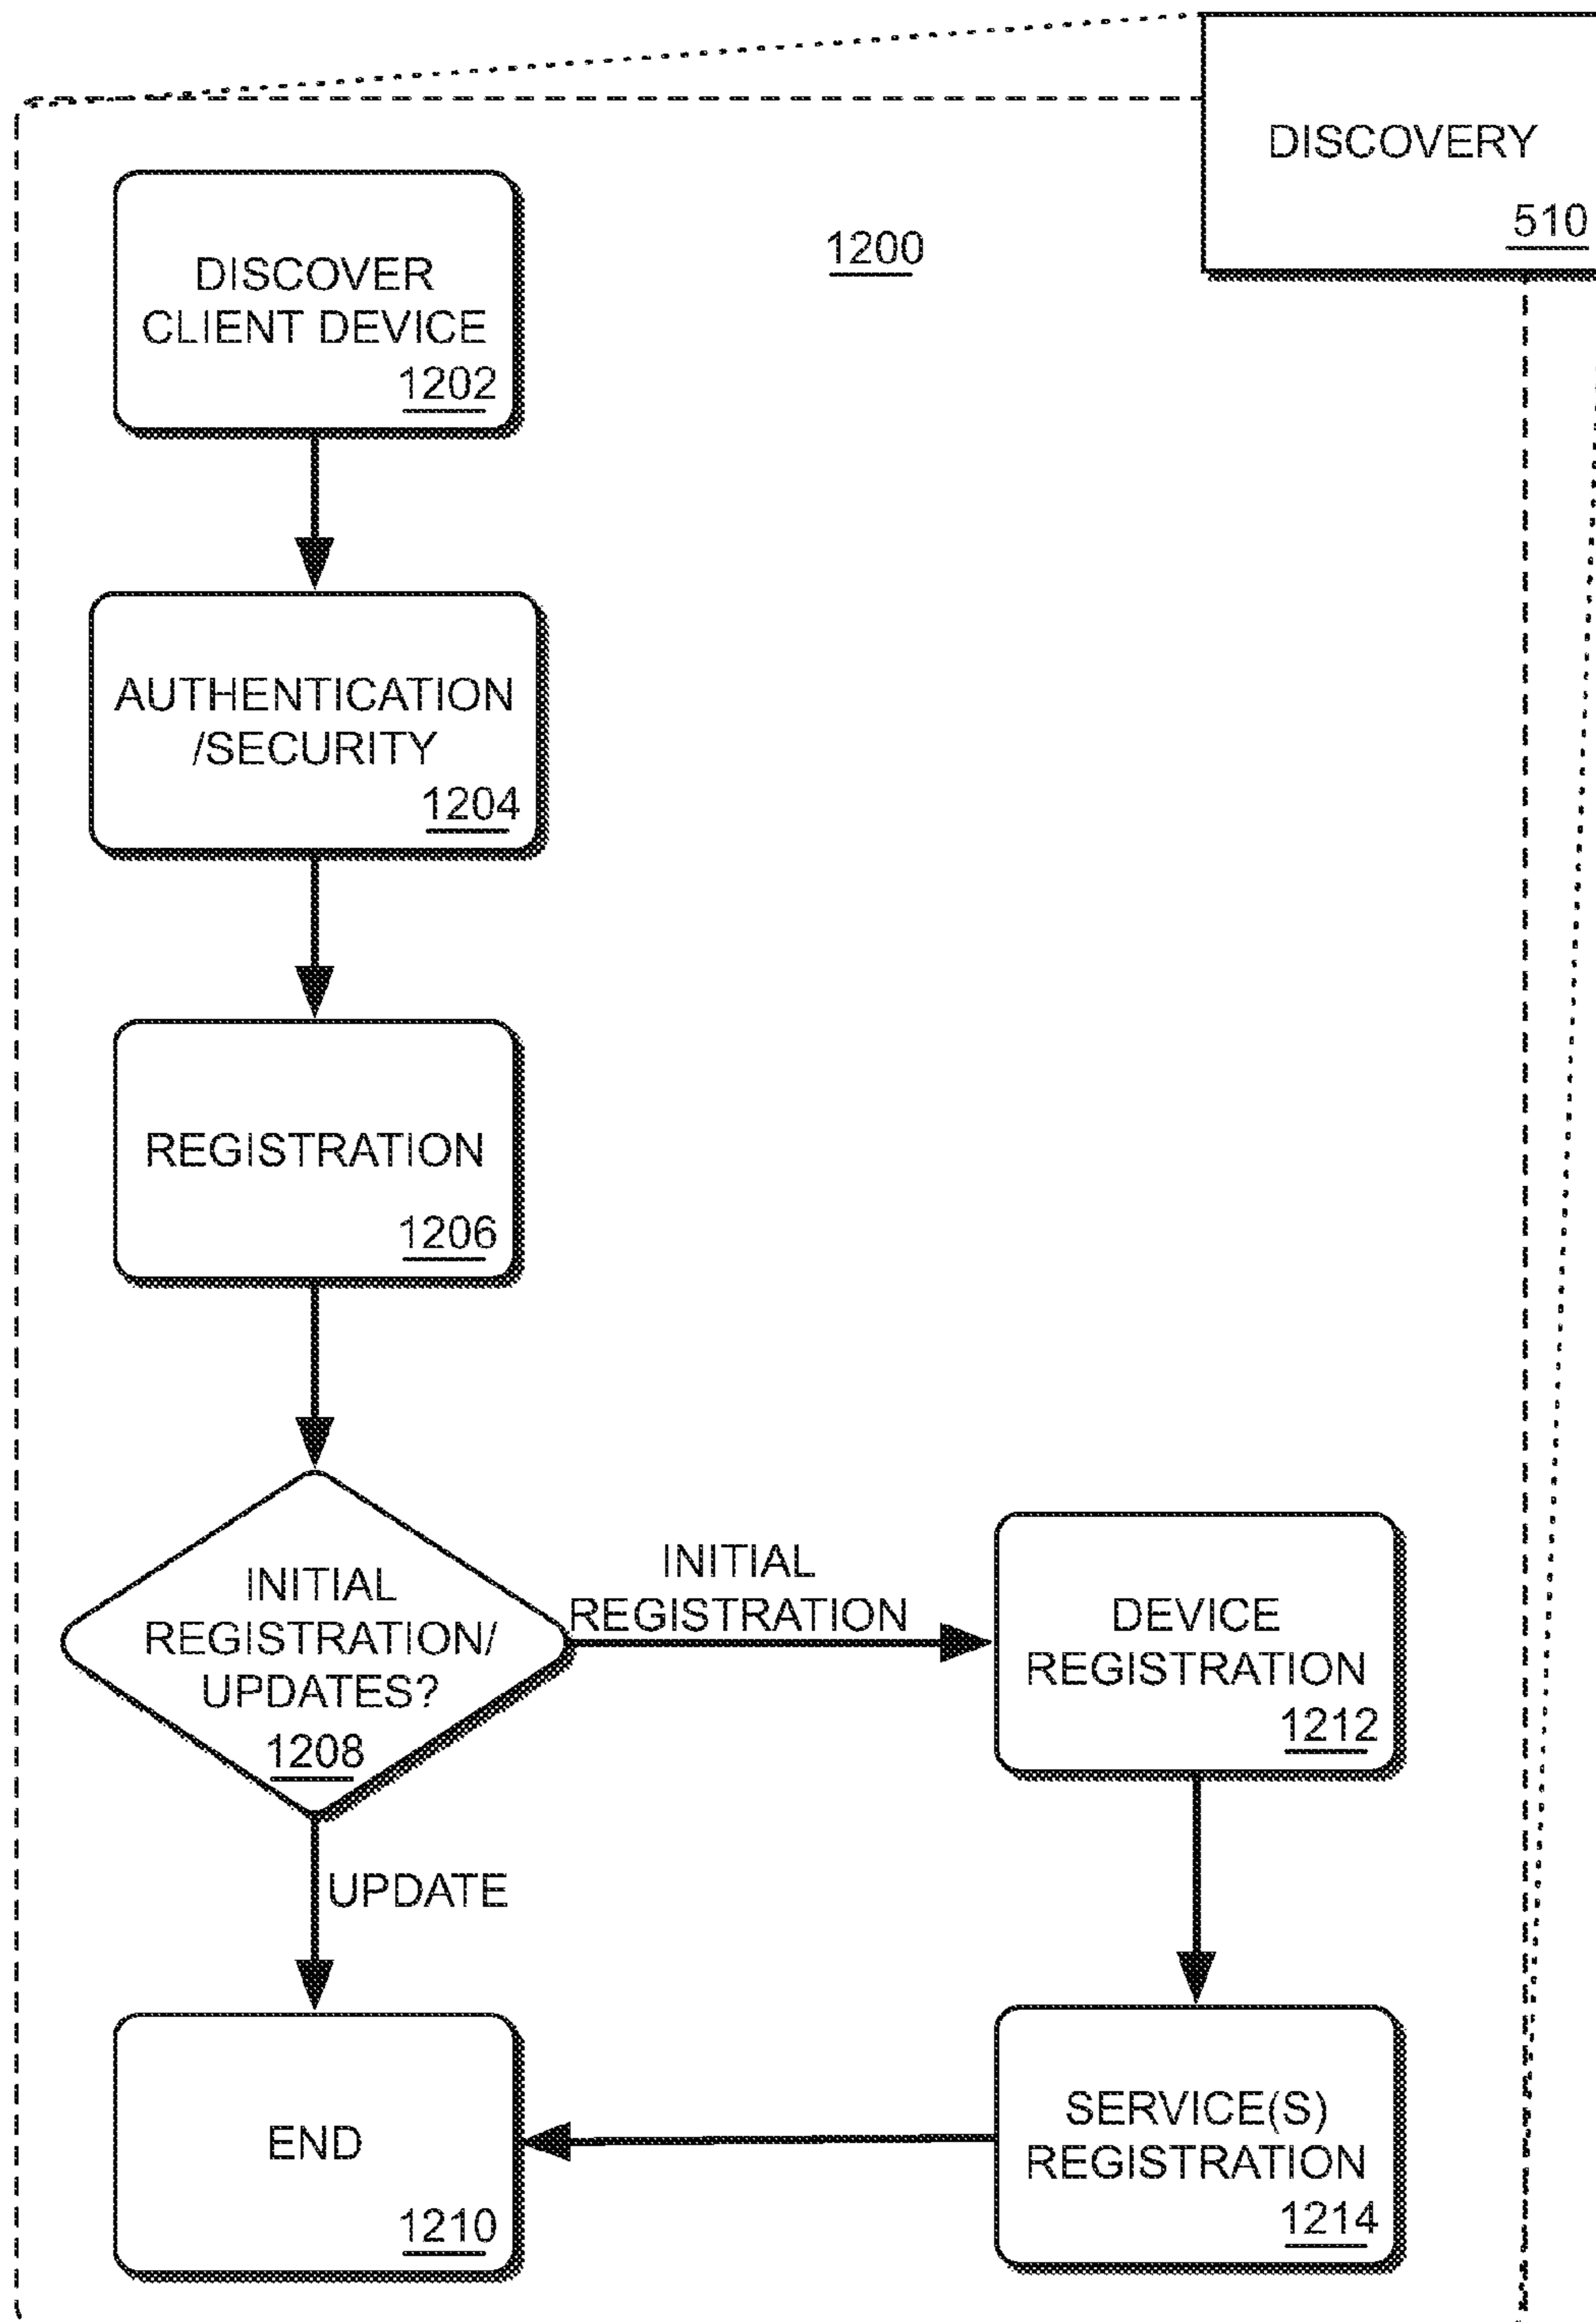 DISCOVERY
510
1200
DISCOVER
CLIENT DEVICE
1202
AUTHENTICATION
/SECURITY
1204
REGISTRATION
1206
INITIAL
REGISTRATION/
UPDATES?
1208
INITIAL
REGISTRATION
DEVICE
REGISTRATION
1212
UPDATE
SERVICE(S)
REGISTRATION
1214
END
1210